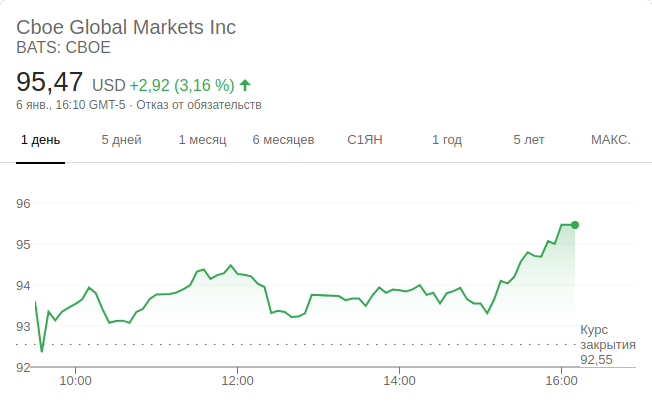 Cboe Global Markets Inc
BATS: CBOE
95,47 USD +2,92 (3,16 %) ↑
6 янв., 16:10 GMT-5 · Отказ от обязательств
1 день 5 дней 1 месяц 6 месяцев С1ЯН 1 год 5 лет МАКС.
96
95
94
93
92
Курс
закрытия
92,55
10:00 12:00 14:00 16:00